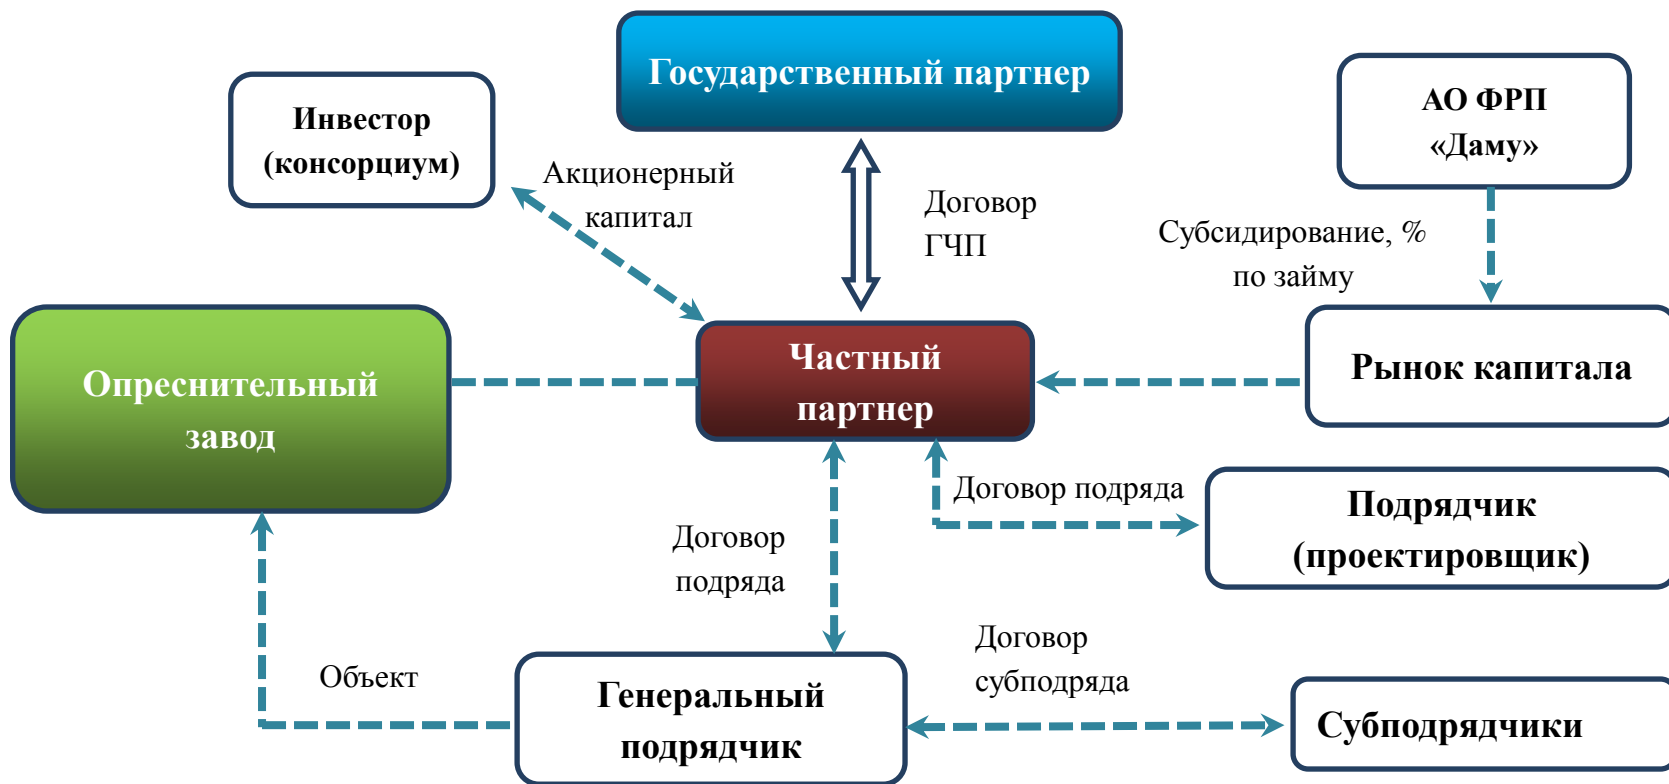 Государственный партнер
Инвестор
(консорциум)
АО ФРП
«Даму»
Акционерный
капитал
Договор
ГЧП
Субсидирование, %
по займу
Опреснительный
завод
Частный
партнер
Рынок капитала
Договор подряда
Подрядчик
(проектировщик)
Договор
подряда
Объект
Генеральный
подрядчик
Договор
субподряда
Субподрядчики